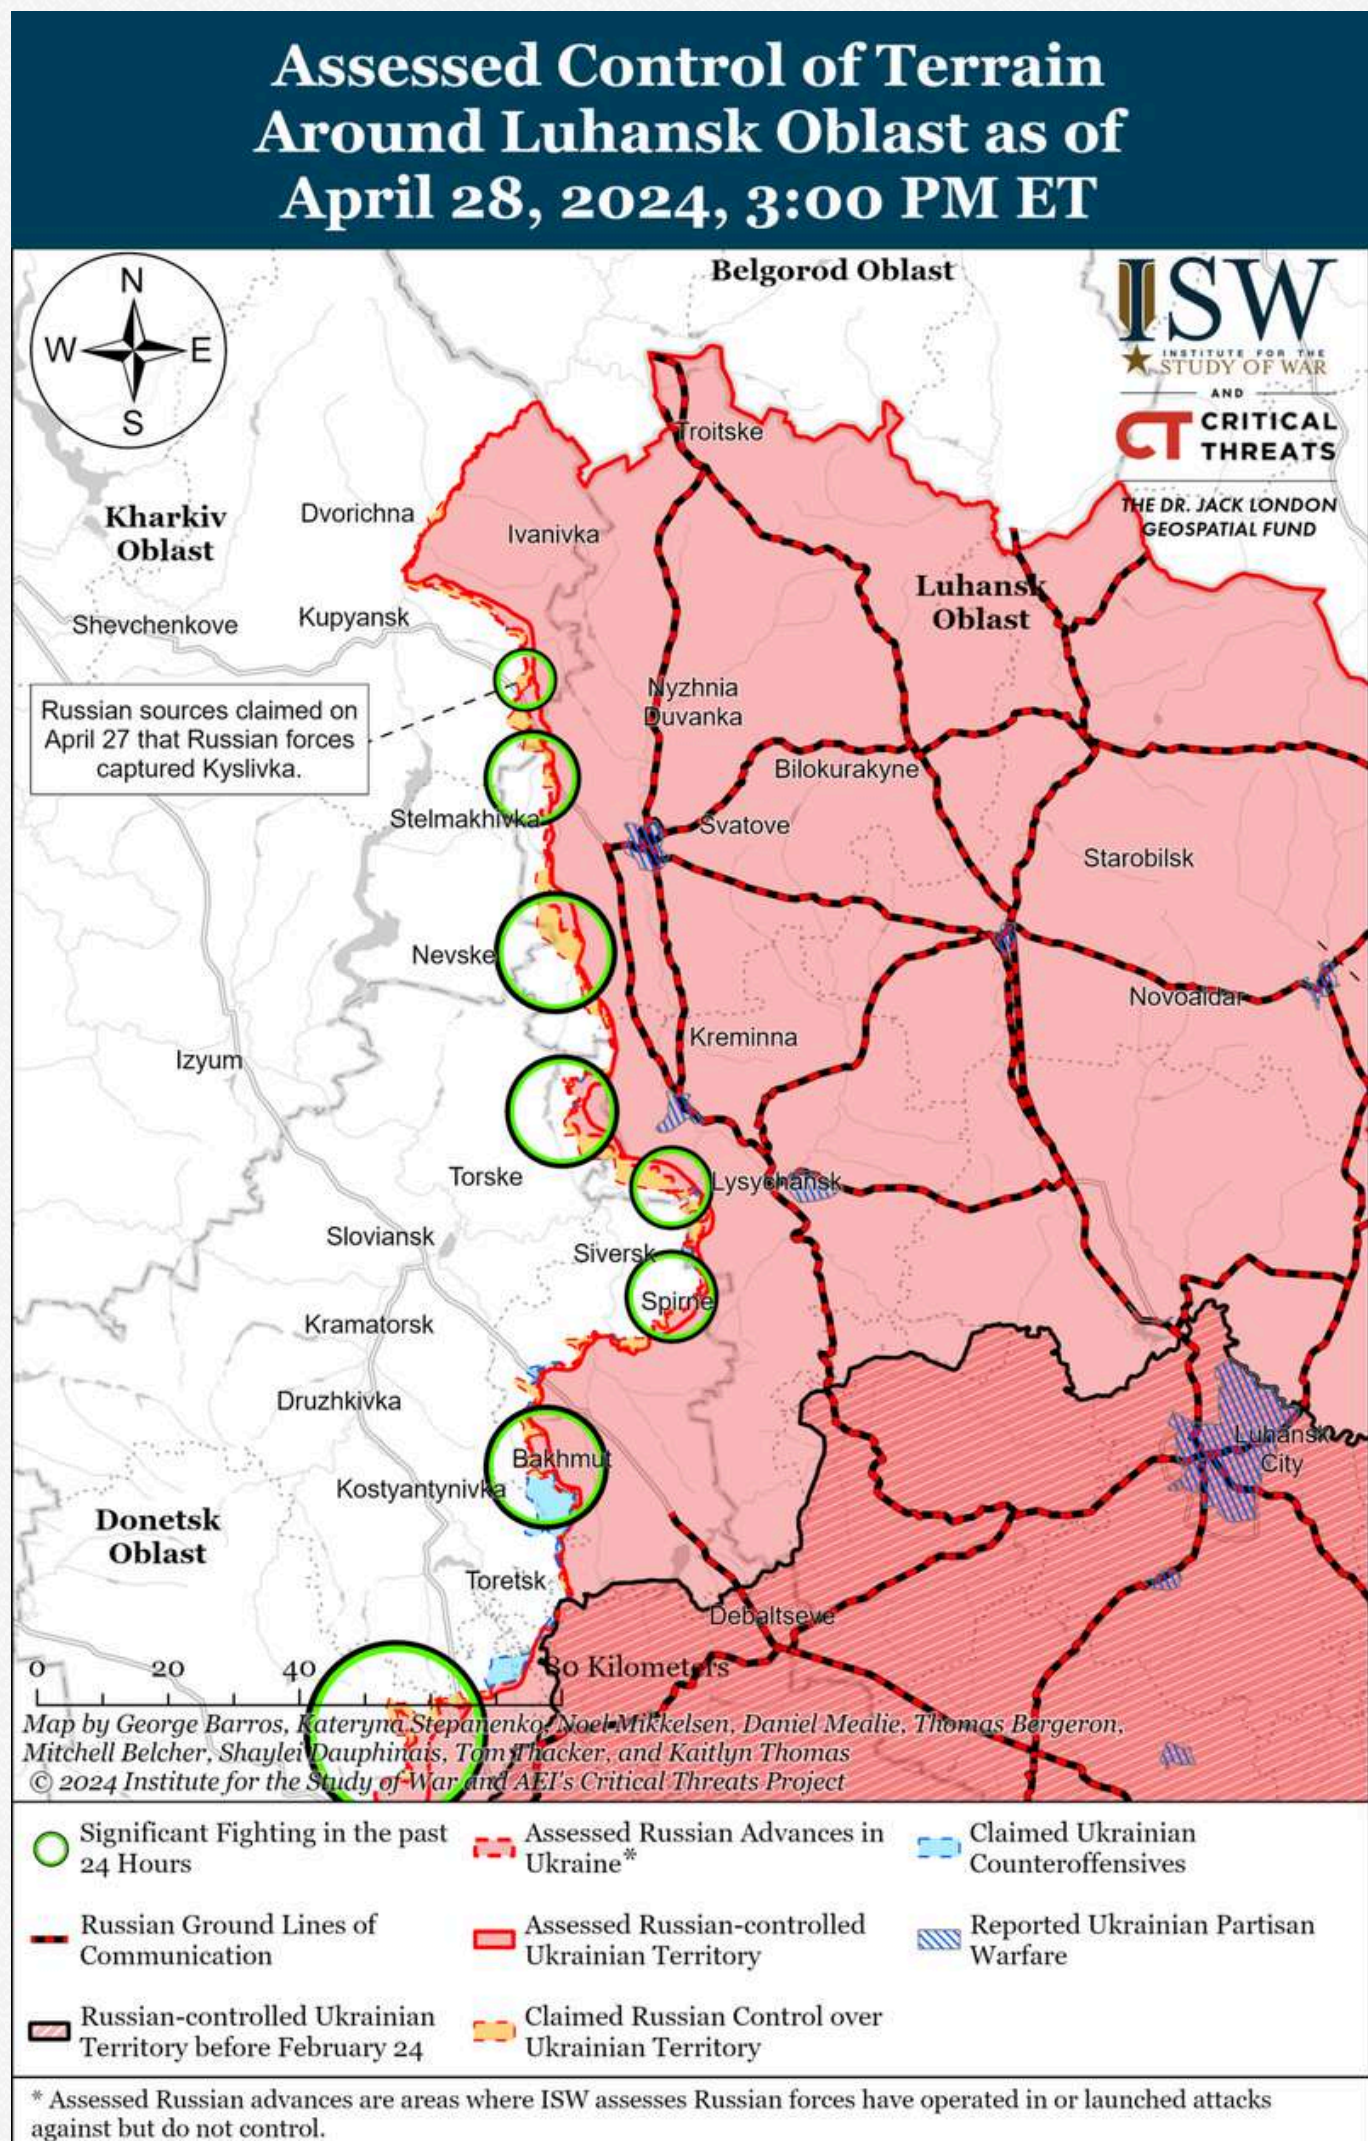 Assessed Control of Terrain
Around Luhansk Oblast as of
April 28, 2024, 3:00 PM ET
N
W
E
S
Belgorod Oblast
ISW
INSTITUTE FOR THE
STUDY OF WAR
AND
CT CRITICAL
THREATS
THE DR. JACK LONDON
GEOSPATIAL FUND
Troitske
Kharkiv
Oblast
Dvorichna
Ivanivka
Luhansk
Oblast
Shevchenkove
Kupyansk
Russian sources claimed on
April 27 that Russian forces
captured Kyslivka.
Nyzhnia
Duvanka
Bilokurakyne
Stelmakhivka
Svatove
Starobilsk
Nevske
Novoaidar
Kreminna
Izyum
Torske
Lysychansk
Sloviansk
Siversk
Spirne
Kramatorsk
Druzhkivka
Luhansk
City
Bakhmut
Kostyantynivka
Donetsk
Oblast
Toretsk
Debaltseve
0 20 40 80 Kilometers
Map by George Barros, Kateryna Stepanenko, Noel Mikkelsen, Daniel Mealie, Thomas Bergeron,
Mitchell Belcher, Shaylei Dauphinais, Tom Thacker, and Kaitlyn Thomas
© 2024 Institute for the Study of War and AEI's Critical Threats Project
Significant Fighting in the past
24 Hours
Russian Ground Lines of
Communication
Russian-controlled Ukrainian
Territory before February 24
Assessed Russian Advances in
Ukraine*
Assessed Russian-controlled
Ukrainian Territory
Claimed Russian Control over
Ukrainian Territory
Claimed Ukrainian
Counteroffensives
Reported Ukrainian Partisan
Warfare
* Assessed Russian advances are areas where ISW assesses Russian forces have operated in or launched attacks
against but do not control.